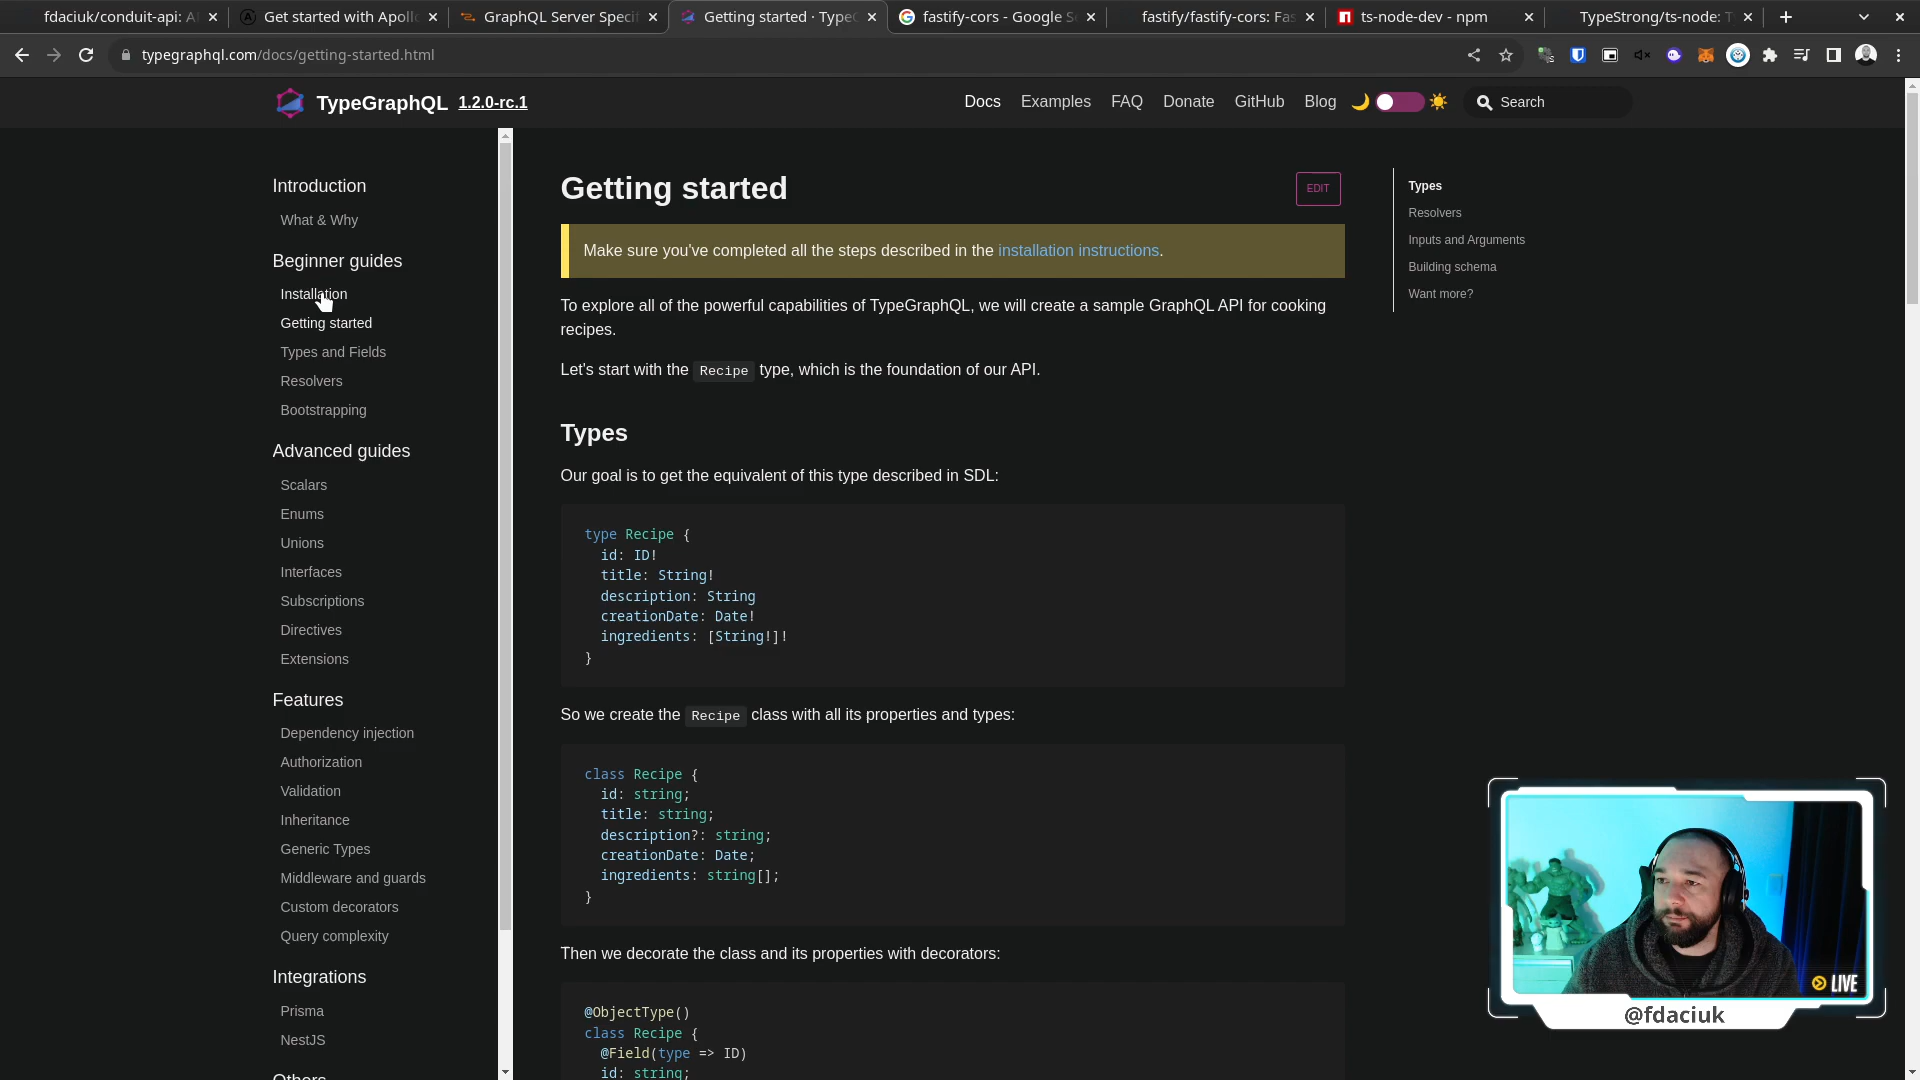 fdaciuk/conduit-api: A
Get started with Apollo
GraphQL Server Specif
Getting started · TypeG
fastify-cors - Google S
fastify/fastify-cors: Fas
ts-node-dev - npm
TypeStrong/ts-node: T
typegraphql.com/docs/getting-started.html
TypeGraphQL 1.2.0-rc.1
Docs Examples FAQ Donate GitHub Blog
Search
Introduction
What & Why
Beginner guides
Installation
Getting started
Types and Fields
Resolvers
Bootstrapping
Advanced guides
Scalars
Enums
Unions
Interfaces
Subscriptions
Directives
Extensions
Features
Dependency injection
Authorization
Validation
Inheritance
Generic Types
Middleware and guards
Custom decorators
Query complexity
Integrations
Prisma
NestJS
Others
Getting started
EDIT
Make sure you've completed all the steps described in the installation instructions.
To explore all of the powerful capabilities of TypeGraphQL, we will create a sample GraphQL API for cooking
recipes.
Let's start with the Recipe type, which is the foundation of our API.
Types
Our goal is to get the equivalent of this type described in SDL:
type Recipe {
id: ID!
title: String!
description: String
creationDate: Date!
ingredients: [String!]!
}
So we create the Recipe class with all its properties and types:
class Recipe {
id: string;
title: string;
description?: string;
creationDate: Date;
ingredients: string[];
}
Then we decorate the class and its properties with decorators:
@ObjectType()
class Recipe {
@Field(type => ID)
id: string;
Types
Resolvers
Inputs and Arguments
Building schema
Want more?
LIVE
@fdaciuk